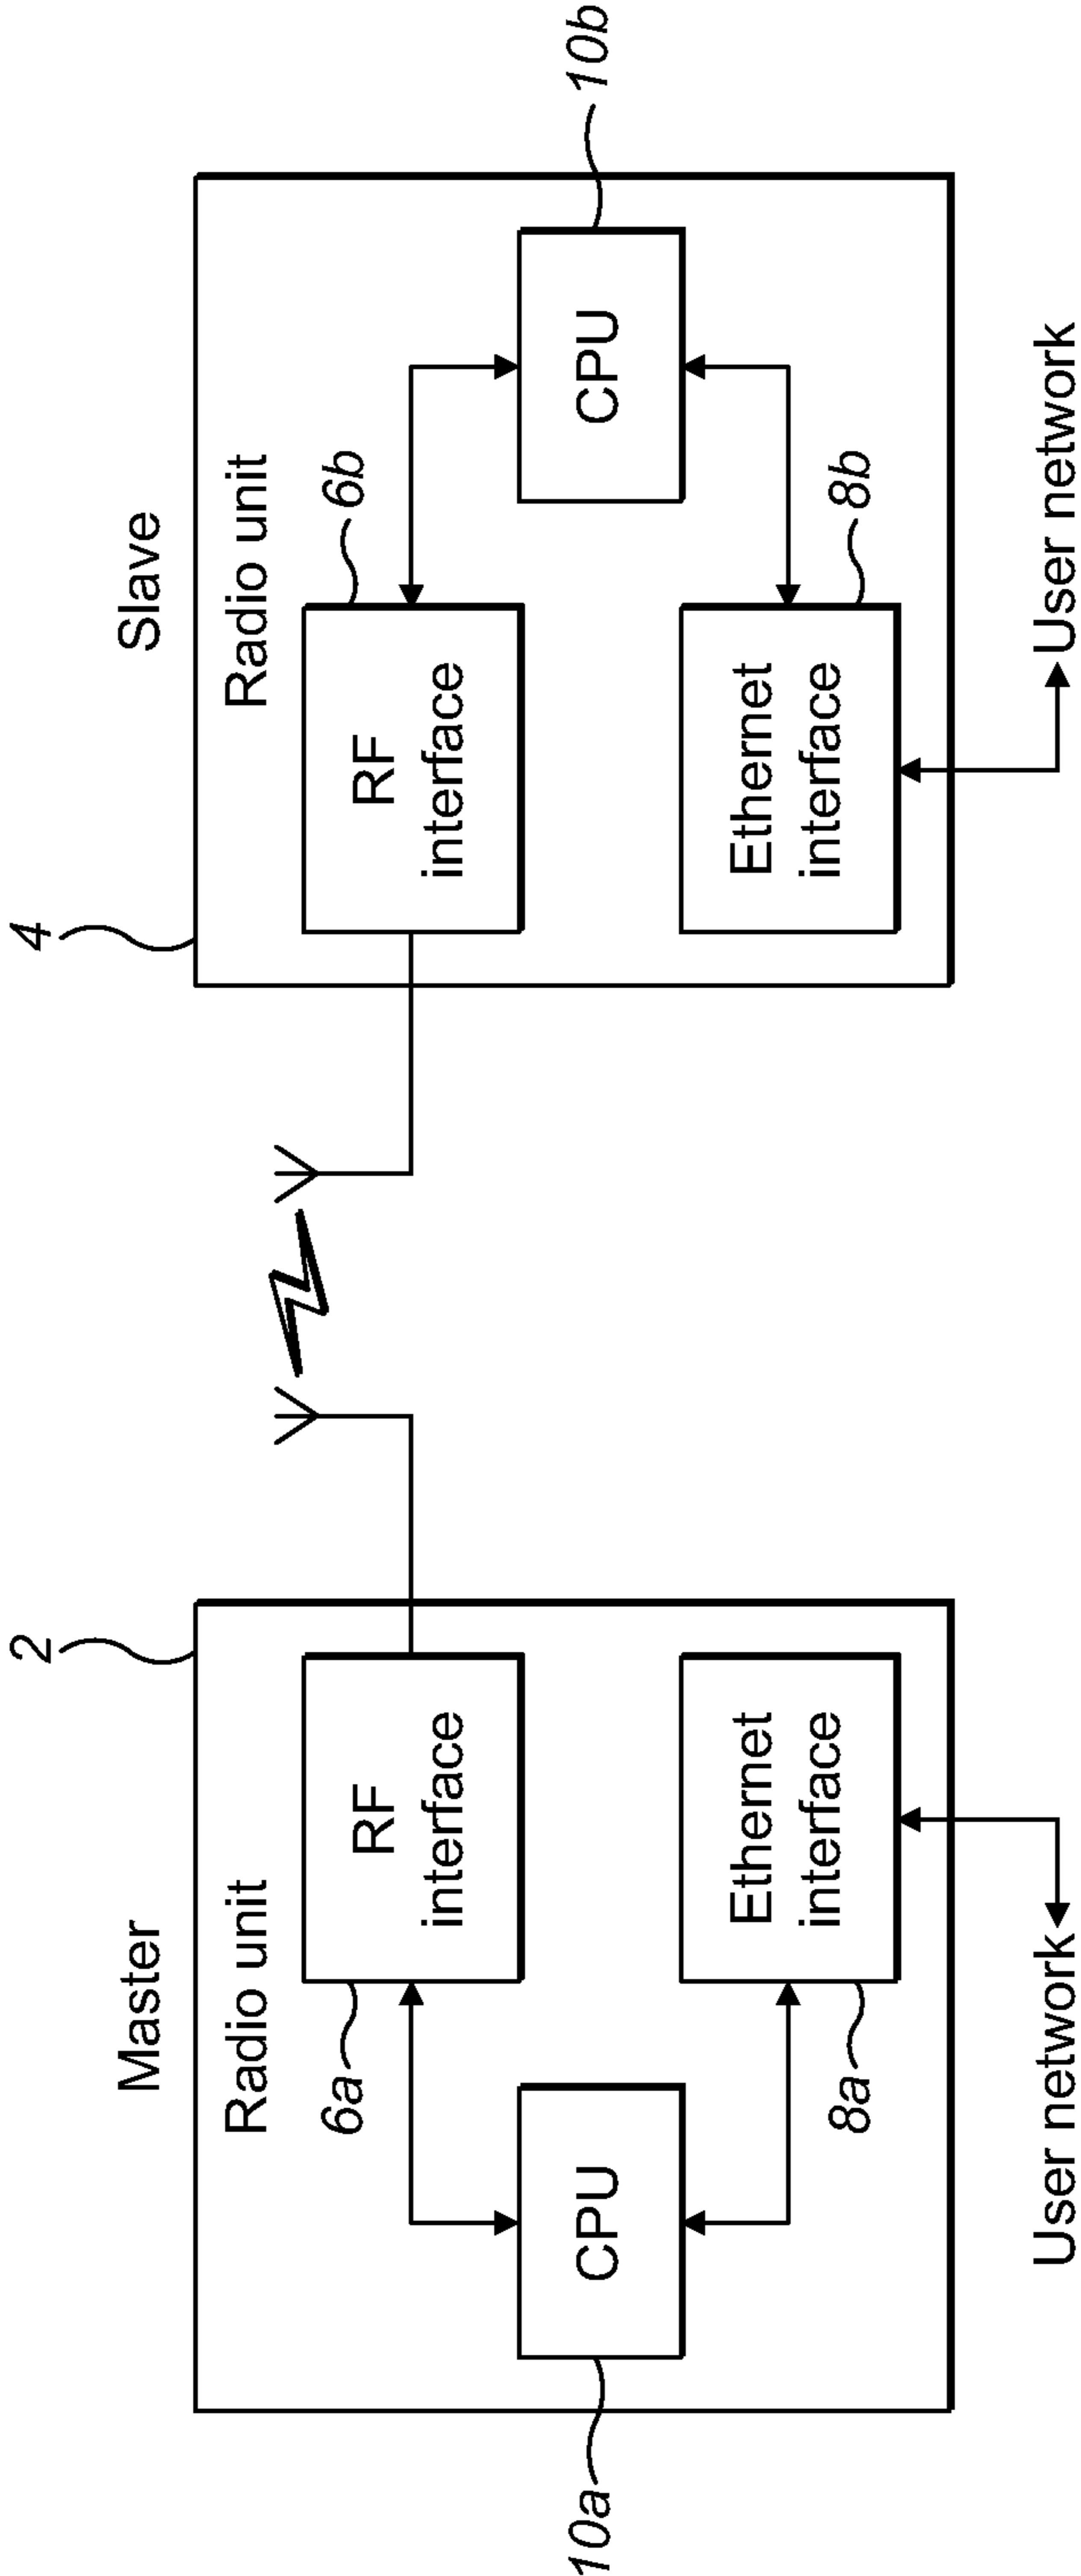 Master
Slave
2
4
Radio unit
Radio unit
6a
RF
interface
RF
interface
6b
10a
CPU
CPU
10b
8a
Ethernet
interface
Ethernet
interface
8b
User network
User network